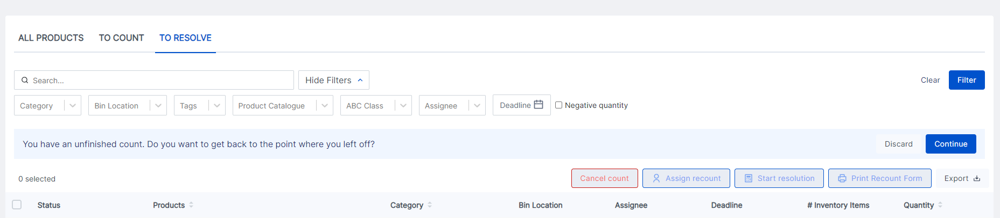 ALL PRODUCTS TO COUNT TO RESOLVE
Search... Hide Filters Clear Filter
Category Bin Location Tags Product Catalogue ABC Class Assignee Deadline Negative quantity
You have an unfinished count. Do you want to get back to the point where you left off? Discard Continue
0 selected Cancel count Assign recount Start resolution Print Recount Form Export
Status Products Category Bin Location Assignee Deadline # Inventory Items Quantity